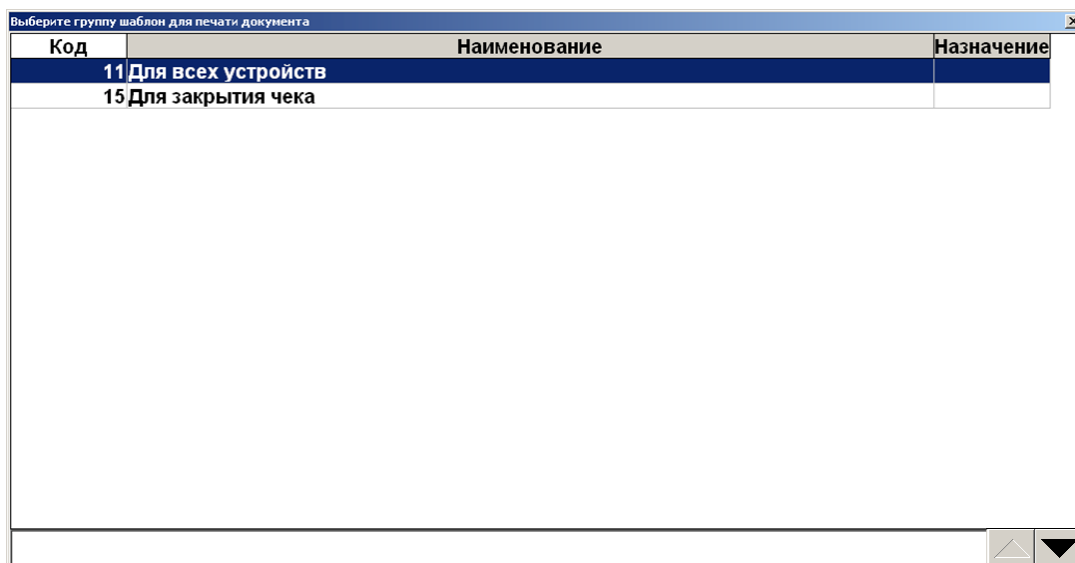 Выберите группу шаблон для печати документа
Код Наименование Назначение
11 Для всех устройств
15 Для закрытия чека